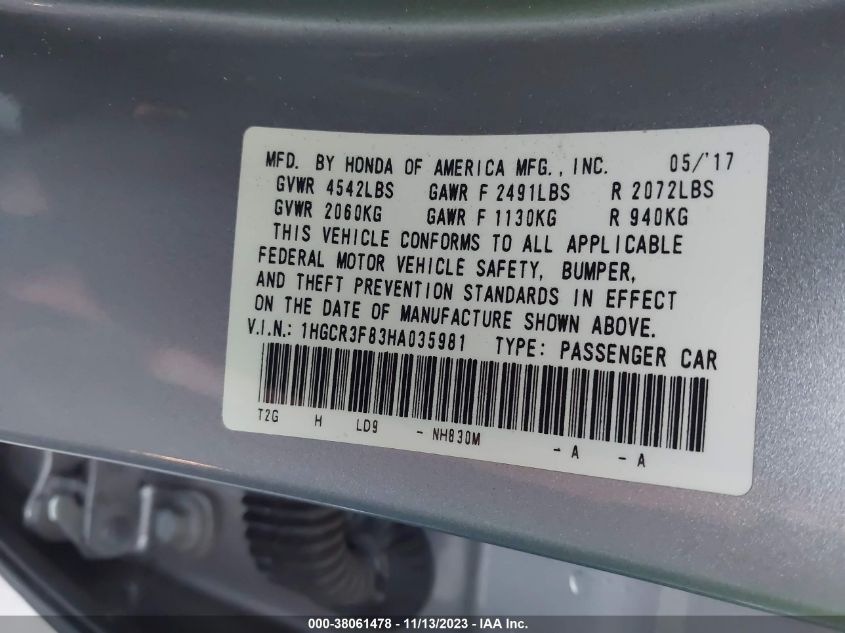 MFD. BY HONDA OF AMERICA MFG., INC. 05/'17
GVWR 4542LBS GAWR F 2491LBS R 2072LBS
GVWR 2060KG GAWR F 1130KG R 940KG
THIS VEHICLE CONFORMS TO ALL APPLICABLE
FEDERAL MOTOR VEHICLE SAFETY, BUMPER,
AND THEFT PREVENTION STANDARDS IN EFFECT
ON THE DATE OF MANUFACTURE SHOWN ABOVE.
V.I.N.: 1HGCR3F83HA035981 TYPE: PASSENGER CAR
T2G H LD9 - NH830M - A - A
000-38061478 - 11/13/2023 - IAA Inc.